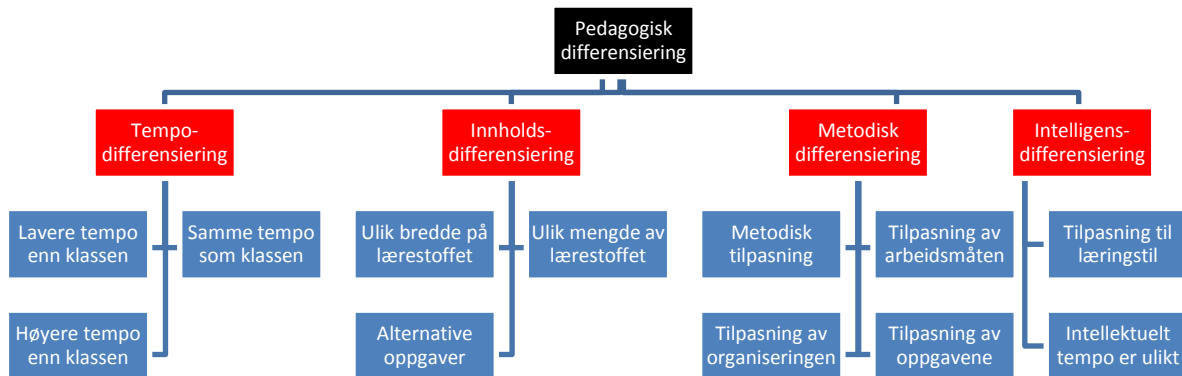 Pedagogisk
differensiering
Tempo-
differensiering
Innholds-
differensiering
Metodisk
differensiering
Intelligens-
differensiering
Lavere tempo
enn klassen
Samme tempo
som klassen
Ulik bredde på
lærestoffet
Ulik mengde av
lærestoffet
Metodisk
tilpasning
Tilpasning av
arbeidsmåten
Tilpasning til
læringstil
Høyere tempo
enn klassen
Alternative
oppgaver
Tilpasning av
organiseringen
Tilpasning av
oppgavene
Intellektuelt
tempo er ulikt